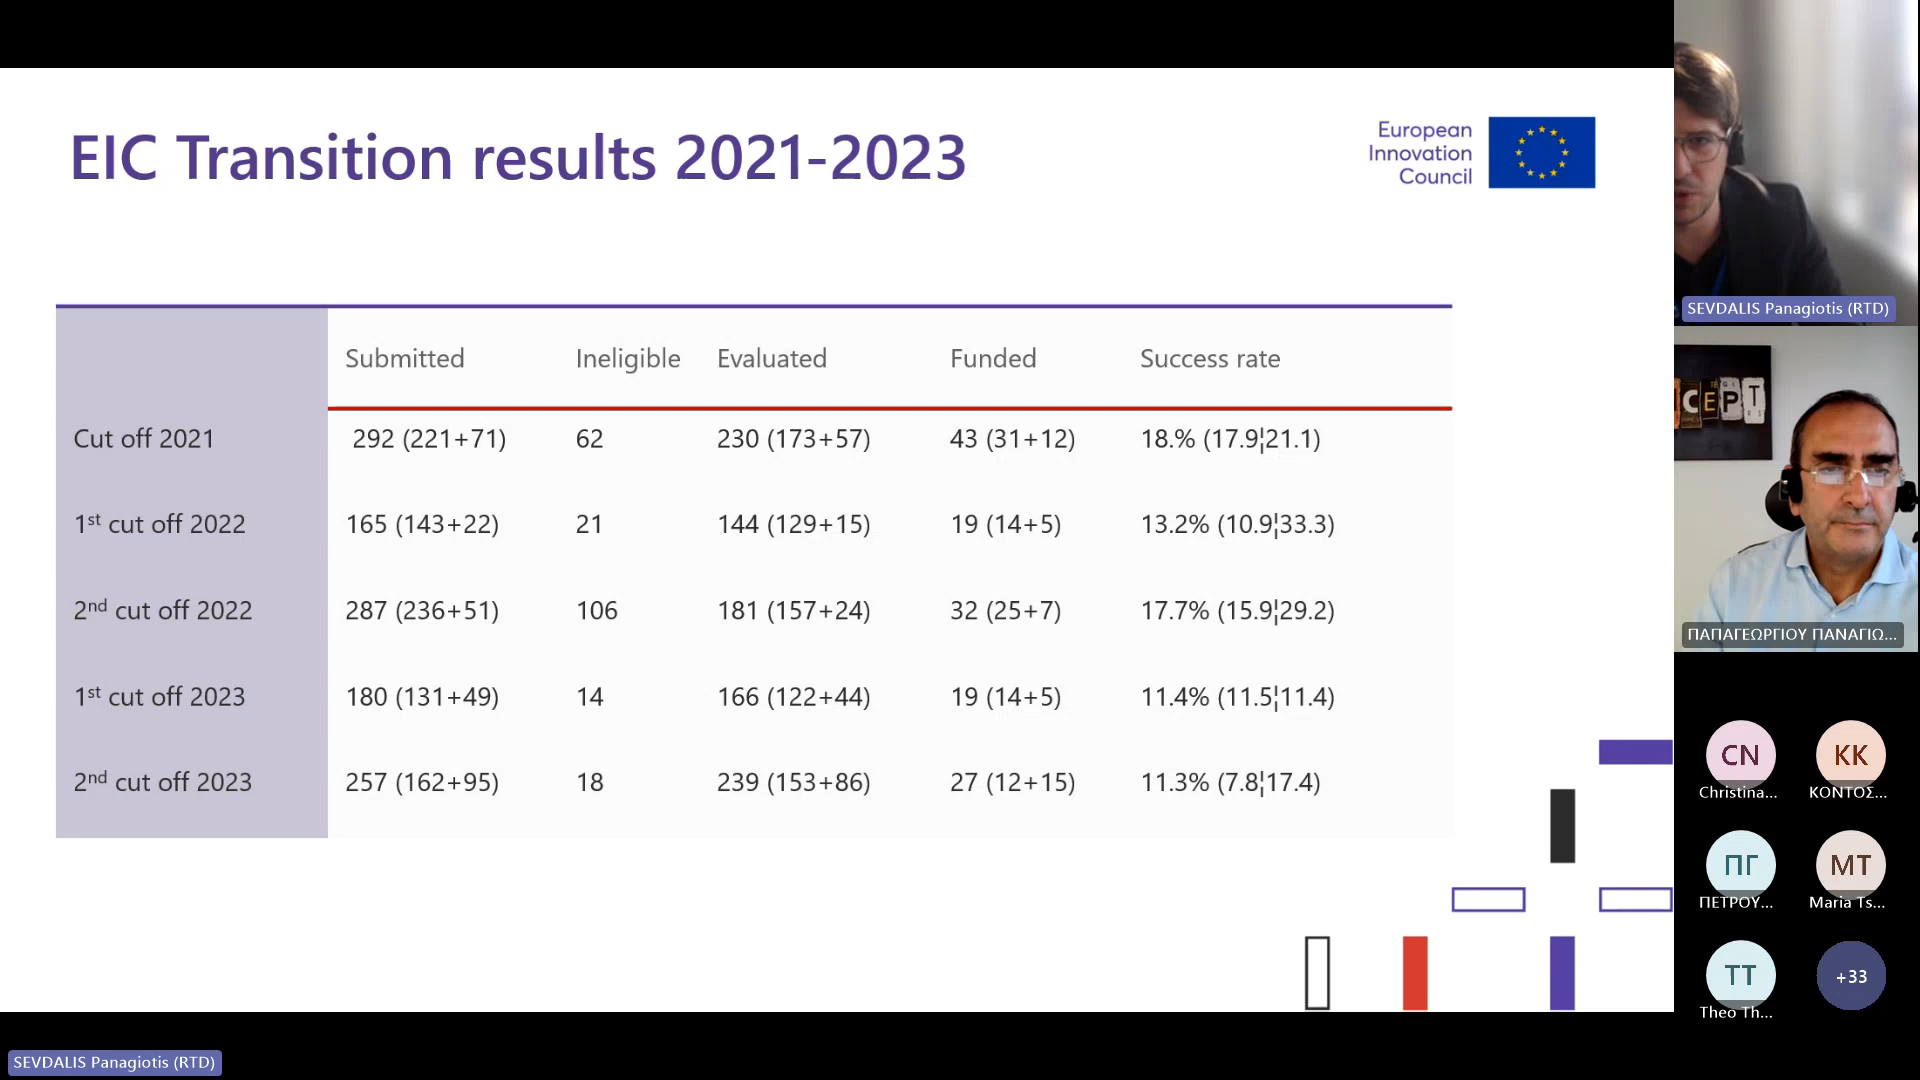 EIC Transition results 2021-2023
European
Innovation
Council
Submitted Ineligible Evaluated Funded Success rate
Cut off 2021 292 (221+71) 62 230 (173+57) 43 (31+12) 18.% (17.9¦21.1)
1st cut off 2022 165 (143+22) 21 144 (129+15) 19 (14+5) 13.2% (10.9¦33.3)
2nd cut off 2022 287 (236+51) 106 181 (157+24) 32 (25+7) 17.7% (15.9¦29.2)
1st cut off 2023 180 (131+49) 14 166 (122+44) 19 (14+5) 11.4% (11.5¦11.4)
2nd cut off 2023 257 (162+95) 18 239 (153+86) 27 (12+15) 11.3% (7.8¦17.4)
SEVDALIS Panagiotis (RTD)
CEPT
ΠΑΠΑΓΕΩΡΓΙΟΥ ΠΑΝΑΓΙΩ...
CN
Christina...
KK
ΚΟΝΤΟΣ...
ΠΓ
ΠΕΤΡΟΥ...
MT
Maria Ts...
TT
Theo Th...
+33
SEVDALIS Panagiotis (RTD)